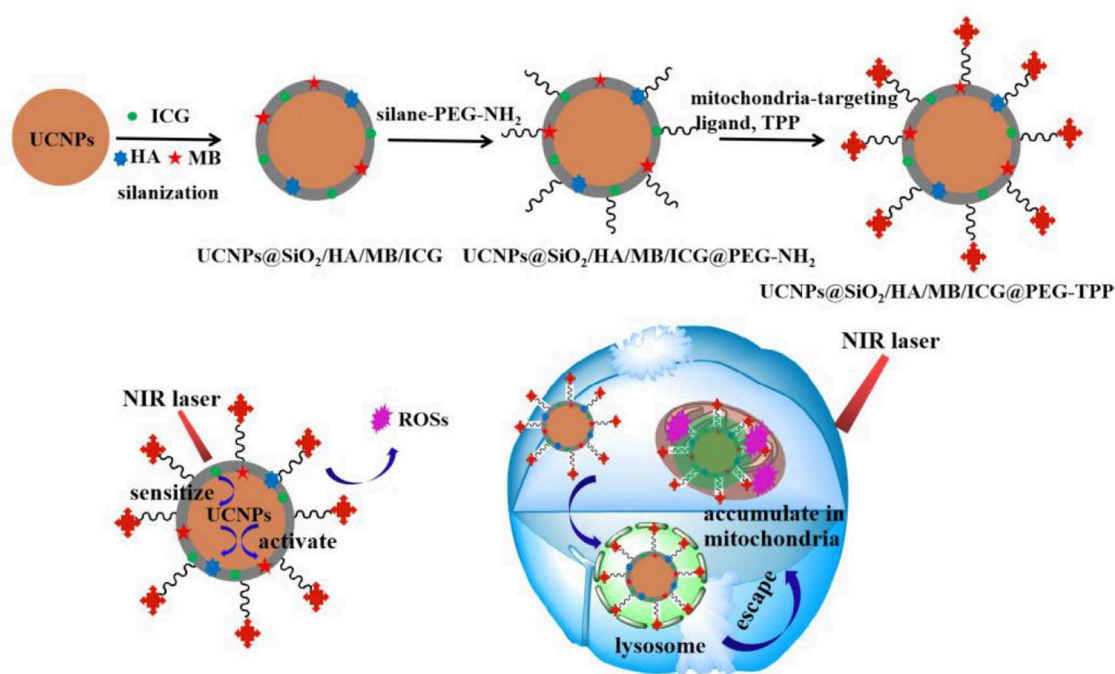 UCNPs
ICG
HA
MB
silanization
silane-PEG-NH₂
mitochondria-targeting
ligand, TPP
UCNPs@SiO₂/HA/MB/ICG
UCNPs@SiO₂/HA/MB/ICG@PEG-NH₂
UCNPs@SiO₂/HA/MB/ICG@PEG-TPP
NIR laser
ROSs
sensitize
UCNPs
activate
NIR laser
accumulate in
mitochondria
escape
lysosome